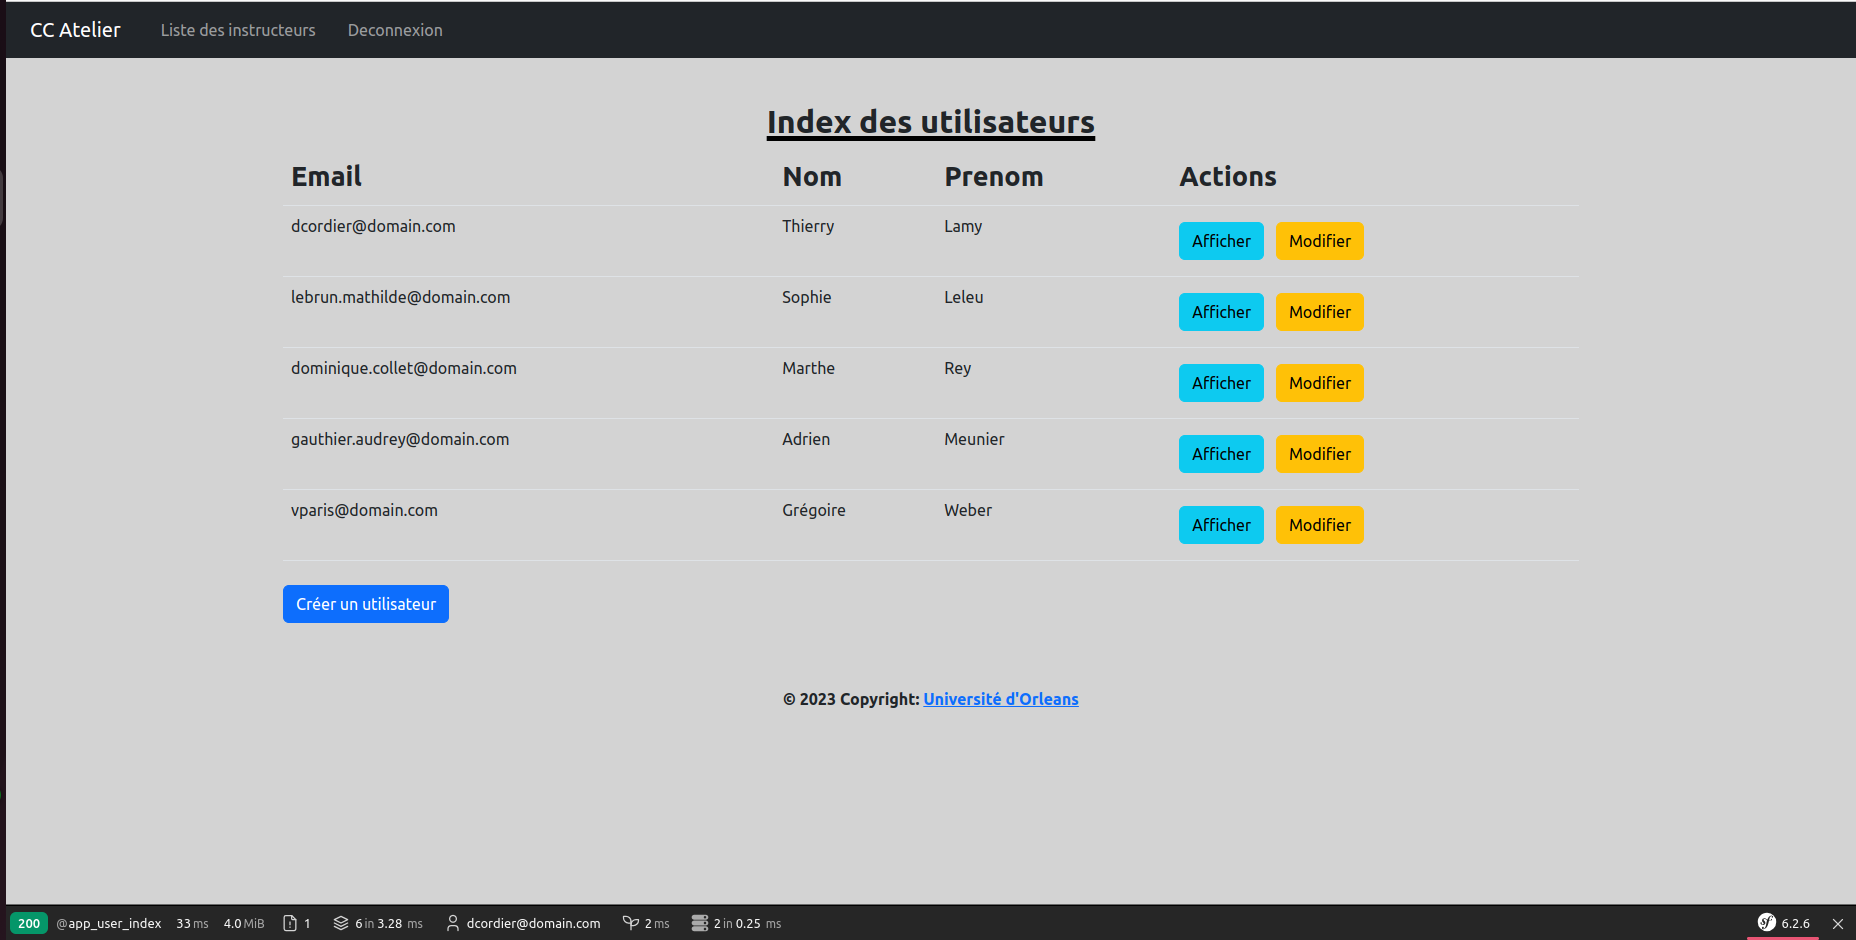 CC Atelier Liste des instructeurs Deconnexion
Index des utilisateurs
Email Nom Prenom Actions
dcordier@domain.com Thierry Lamy Afficher Modifier
lebrun.mathilde@domain.com Sophie Leleu Afficher Modifier
dominique.collet@domain.com Marthe Rey Afficher Modifier
gauthier.audrey@domain.com Adrien Meunier Afficher Modifier
vparis@domain.com Grégoire Weber Afficher Modifier
Créer un utilisateur
© 2023 Copyright: Université d'Orleans
200 @app_user_index 33 ms 4.0 MiB 1 6 in 3.28 ms dcordier@domain.com 2 ms 2 in 0.25 ms sf 6.2.6